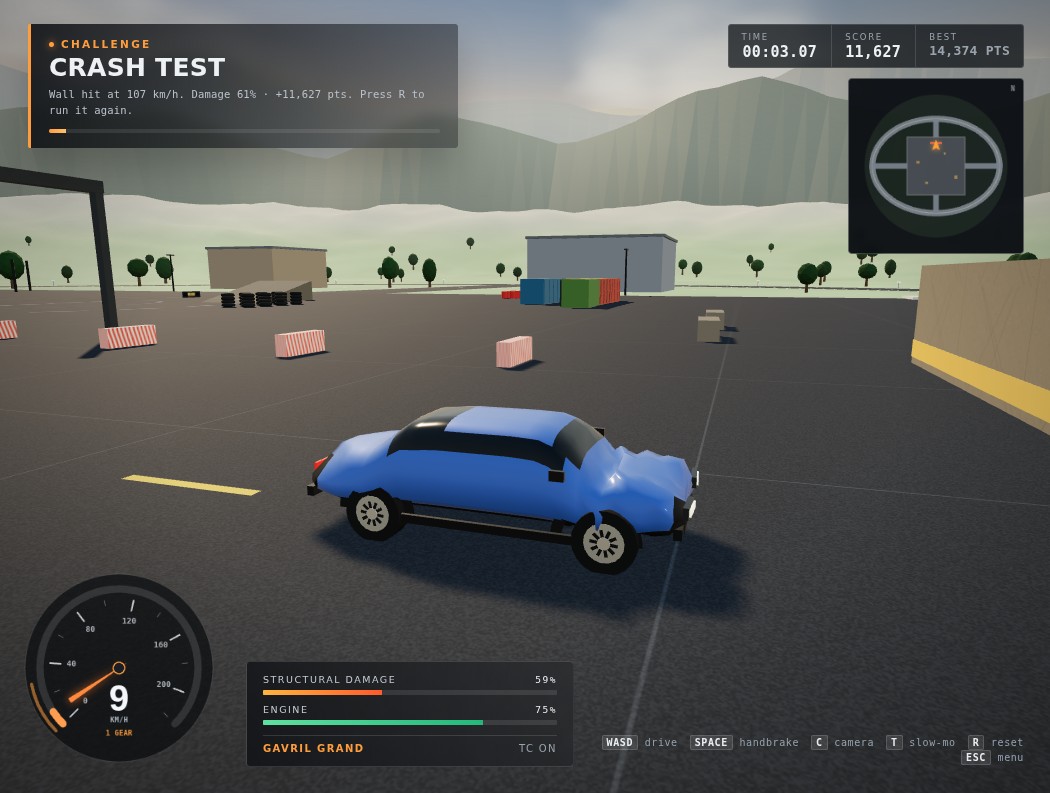 CHALLENGE
CRASH TEST
Wall hit at 107 km/h. Damage 61% · +11,627 pts. Press R to
run it again.
TIME
00:03.07
SCORE
11,627
BEST
14,374 PTS
N
0
40
80
120
160
200
9
KM/H
1 GEAR
STRUCTURAL DAMAGE 59%
ENGINE 75%
GAVRIL GRAND TC ON
WASD drive SPACE handbrake C camera T slow-mo R reset
ESC menu